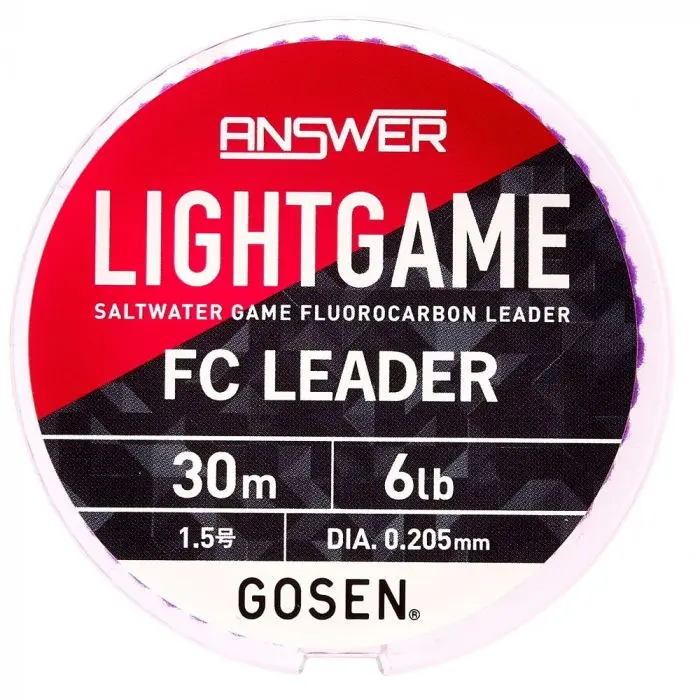 ANSWER
LIGHTGAME
SALTWATER GAME FLUOROCARBON LEADER
FC LEADER
30m 6lb
1.5号 DIA. 0.205mm
GOSEN®